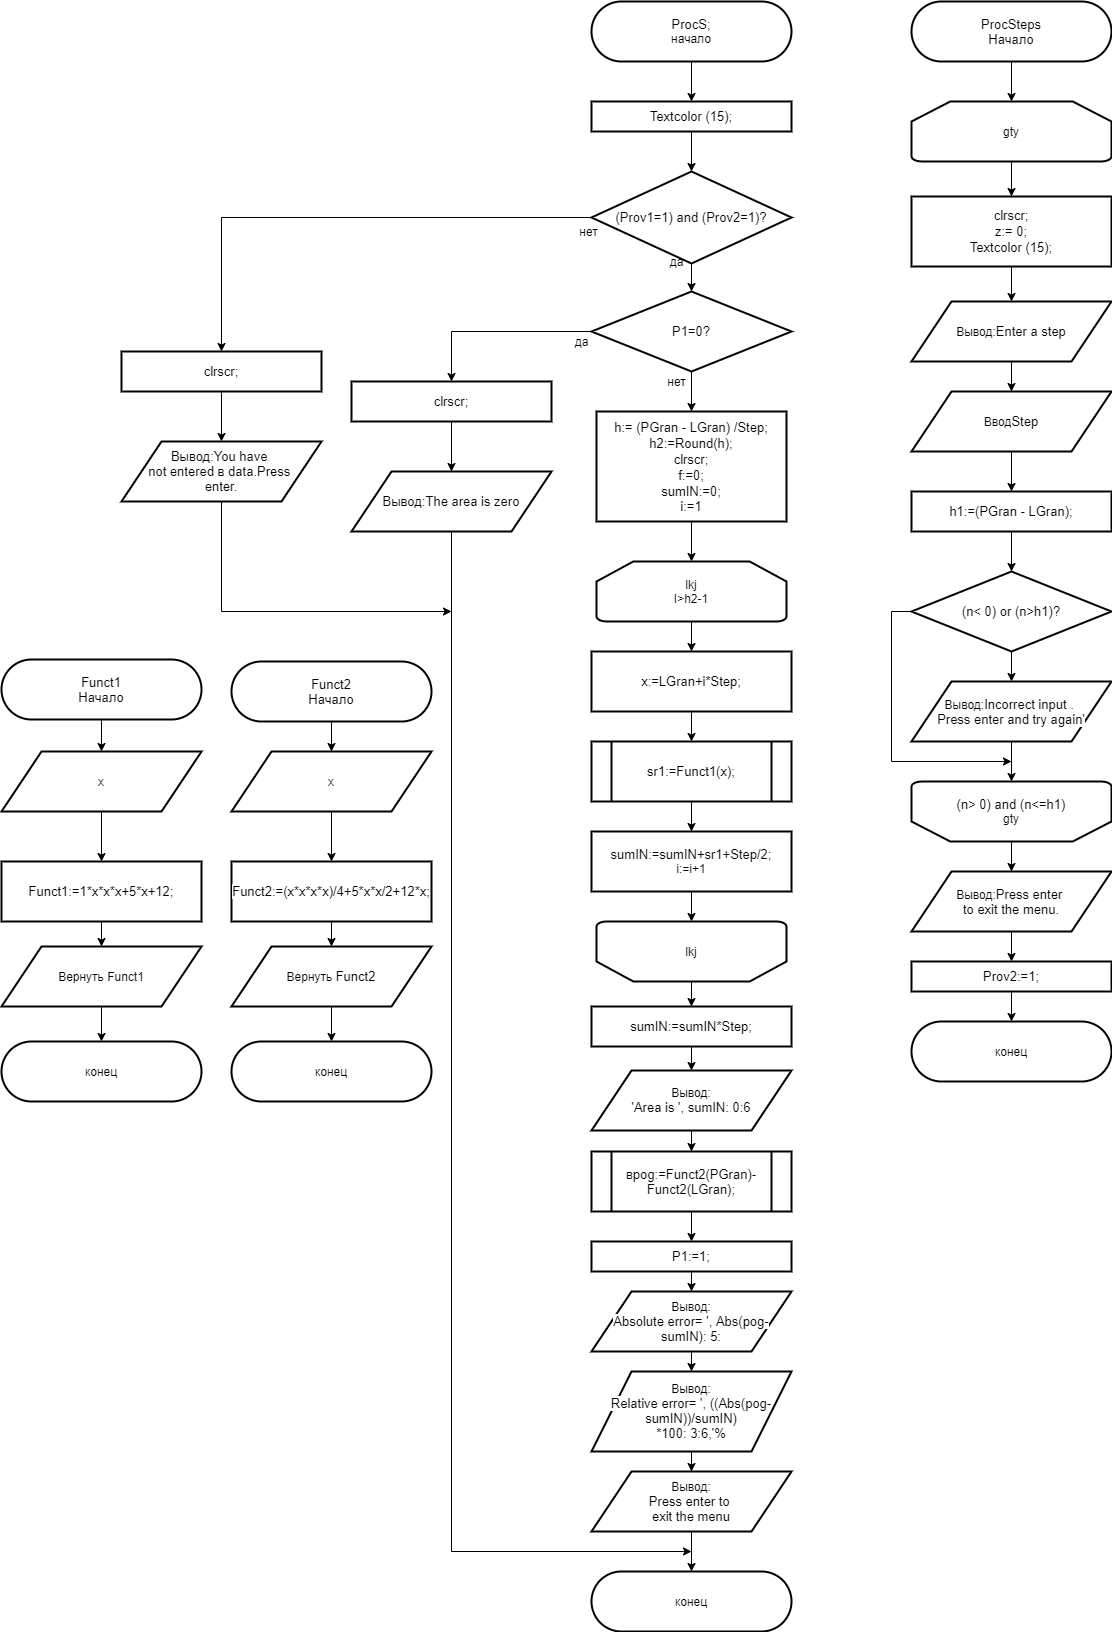 ProcS;
начало
Textcolor (15);
(Prov1=1) and (Prov2=1)?
нет
да
P1=0?
да
нет
clrscr;
Вывод:You have
not entered в data.Press
enter.
clrscr;
Вывод:The area is zero
h:= (PGran - LGran) /Step;
h2:=Round(h);
clrscr;
f:=0;
sumIN:=0;
i:=1
lkj
I>h2-1
x:=LGran+i*Step;
sr1:=Funct1(x);
sumIN:=sumIN+sr1+Step/2;
i:=i+1
lkj
sumIN:=sumIN*Step;
Вывод:
'Area is ', sumIN: 0:6
врog:=Funct2(PGran)-
Funct2(LGran);
P1:=1;
Вывод:
Absolute error= ', Abs(pog-
sumIN): 5:
Вывод:
Relative error= ', ((Abs(pog-
sumIN))/sumIN)
*100: 3:6,'%
Вывод:
Press enter to
exit the menu
конец
Funct1
Начало
x
Funct1:=1*x*x*x+5*x+12;
Вернуть Funct1
конец
Funct2
Начало
x
Funct2:=(x*x*x*x)/4+5*x*x/2+12*x;
Вернуть Funct2
конец
ProcSteps
Начало
gty
clrscr;
z:= 0;
Textcolor (15);
Вывод:Enter a step
ВводStep
h1:=(PGran - LGran);
(n< 0) or (n>h1)?
Вывод:Incorrect input .
Press enter and try again'
(n> 0) and (n<=h1)
gty
Вывод:Press enter
to exit the menu.
Prov2:=1;
конец